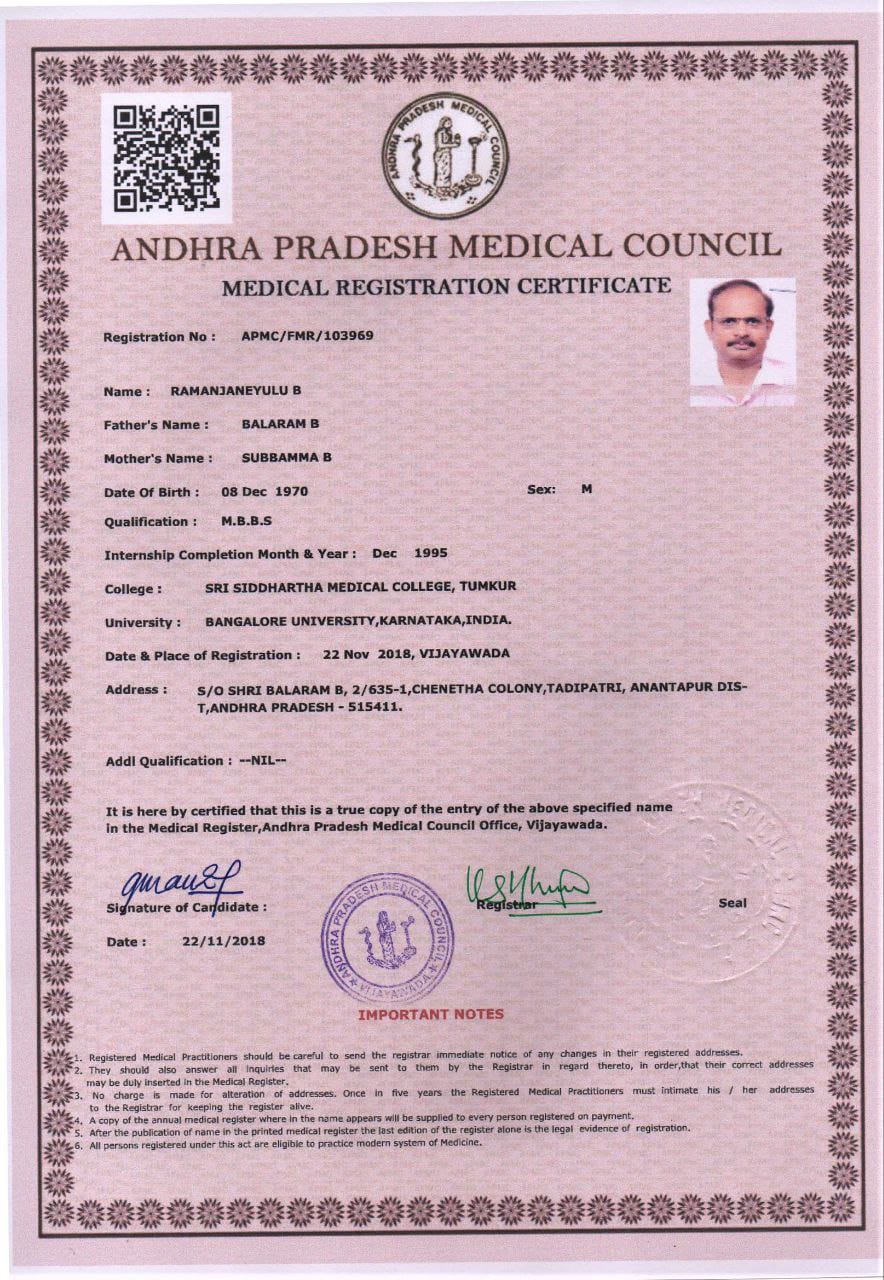 ANDHRA PRADESH MEDICAL COUNCIL
ANDHRA PRADESH MEDICAL COUNCIL
MEDICAL REGISTRATION CERTIFICATE
Registration No : APMC/FMR/103969
Name : RAMANJANEYULU B
Father's Name : BALARAM B
Mother's Name : SUBBAMMA B
Date Of Birth : 08 Dec 1970 Sex: M
Qualification : M.B.B.S
Internship Completion Month & Year : Dec 1995
College : SRI SIDDHARTHA MEDICAL COLLEGE, TUMKUR
University : BANGALORE UNIVERSITY,KARNATAKA,INDIA.
Date & Place of Registration : 22 Nov 2018, VIJAYAWADA
Address : S/O SHRI BALARAM B, 2/635-1,CHENETHA COLONY,TADIPATRI, ANANTAPUR DIS-
T,ANDHRA PRADESH - 515411.
Addl Qualification : --NIL--
It is here by certified that this is a true copy of the entry of the above specified name
in the Medical Register,Andhra Pradesh Medical Council Office, Vijayawada.
Signature of Candidate : Registrar Seal
Date : 22/11/2018
ANDHRA PRADESH MEDICAL COUNCIL
VIJAYAWADA
IMPORTANT NOTES
1. Registered Medical Practitioners should be careful to send the registrar immediate notice of any changes in their registered addresses.
2. They should also answer all inquiries that may be sent to them by the Registrar in regard thereto, in order,that their correct addresses
may be duly inserted in the Medical Register.
3. No charge is made for alteration of addresses. Once in five years the Registered Medical Practitioners must intimate his / her addresses
to the Registrar for keeping the register alive.
4. A copy of the annual medical register where in the name appears will be supplied to every person registered on payment.
5. After the publication of name in the printed medical register the last edition of the register alone is the legal evidence of registration.
6. All persons registered under this act are eligible to practice modern system of Medicine.